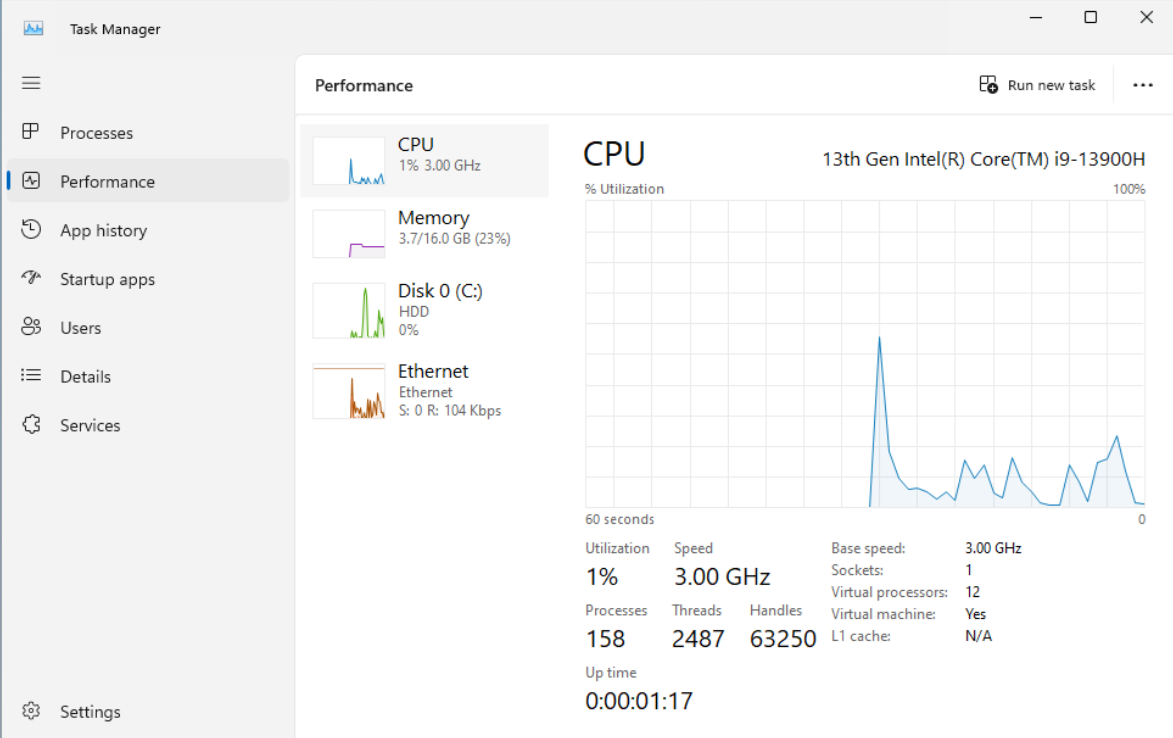 Task Manager
Performance
Run new task
Processes
Performance
App history
Startup apps
Users
Details
Services
Settings
CPU
1% 3.00 GHz
Memory
3.7/16.0 GB (23%)
Disk 0 (C:)
HDD
0%
Ethernet
Ethernet
S: 0 R: 104 Kbps
CPU
13th Gen Intel(R) Core(TM) i9-13900H
% Utilization 100%
60 seconds 0
Utilization Speed
1% 3.00 GHz
Processes Threads Handles
158 2487 63250
Up time
0:00:01:17
Base speed: 3.00 GHz
Sockets: 1
Virtual processors: 12
Virtual machine: Yes
L1 cache: N/A